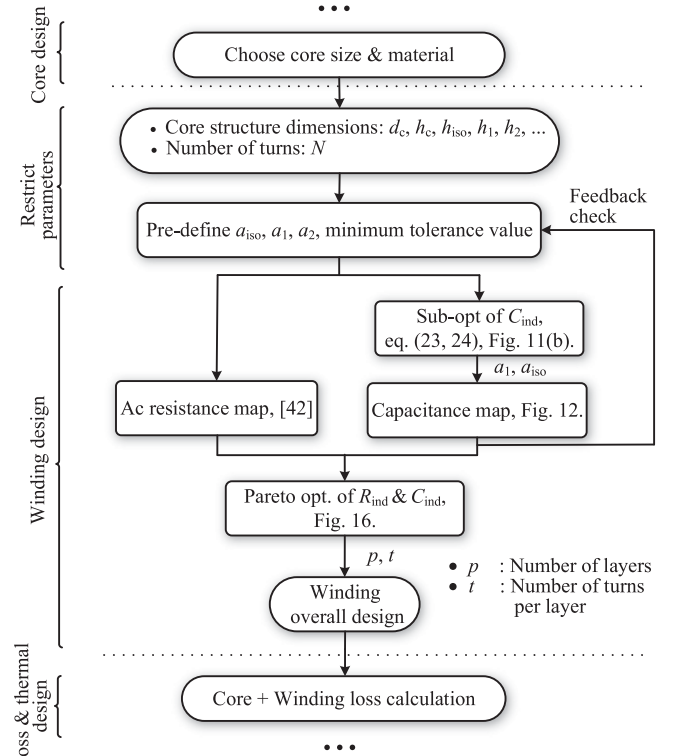 •••
Core design
Choose core size & material
Restrict
parameters
• Core structure dimensions: dc, hc, hiso, h1, h2, ...
• Number of turns: N
Pre-define aiso, a1, a2, minimum tolerance value
Feedback
check
Winding design
Sub-opt of Cind,
eq. (23, 24), Fig. 11(b).
a1, aiso
Ac resistance map, [42]
Capacitance map, Fig. 12.
Pareto opt. of Rind & Cind,
Fig. 16.
p, t
• p : Number of layers
• t : Number of turns
per layer
Winding
overall design
oss & thermal
design
Core + Winding loss calculation
•••